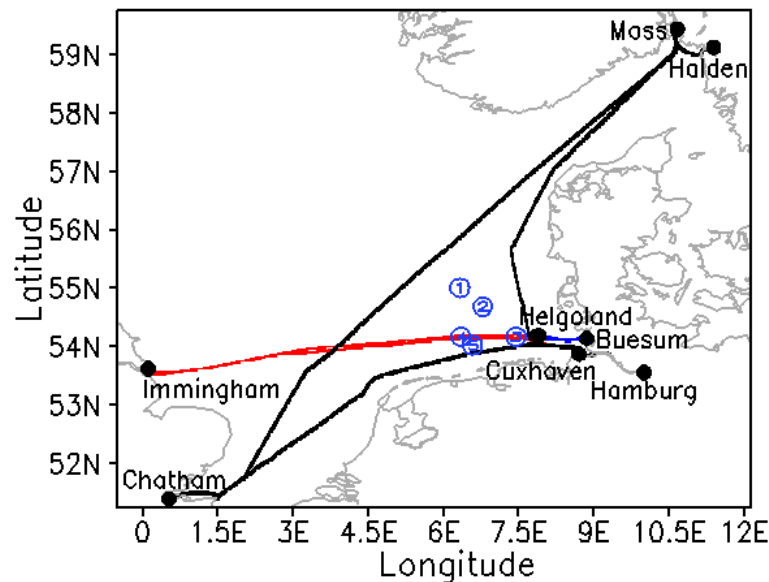 Moss
59N
Halden
58N
57N
56N
Latitude
55N
①
②
Helgoland
54N
Buesum
Immingham
Cuxhaven
Hamburg
53N
52N
Chatham
0 1.5E 3E 4.5E 6E 7.5E 9E 10.5E 12E
Longitude